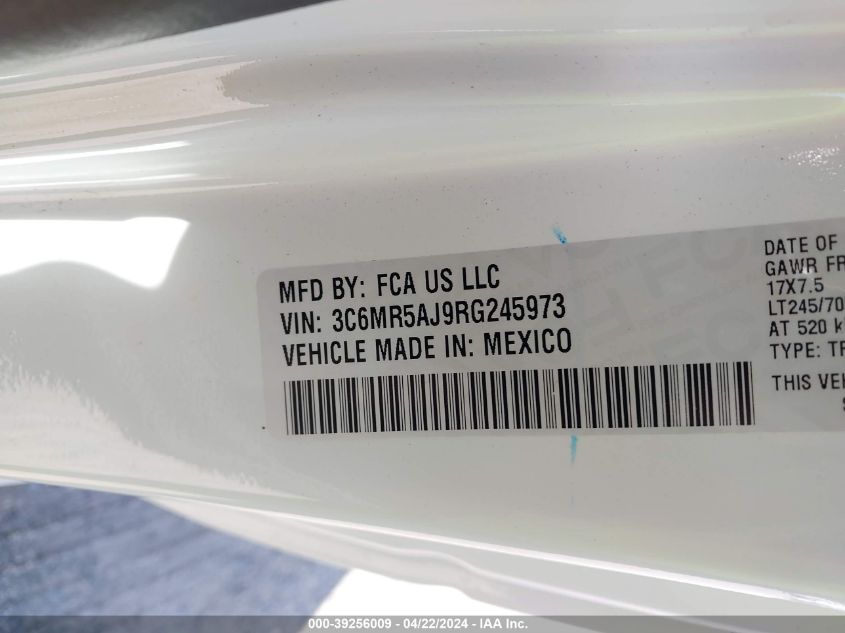 MFD BY: FCA US LLC
VIN: 3C6MR5AJ9RG245973
VEHICLE MADE IN: MEXICO
DATE OF
GAWR FR
17X7.5
LT245/70
AT 520 k
TYPE: TR
THIS VEH
000-39256009 - 04/22/2024 - IAA Inc.